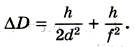 ΔD = h/2d² + h/f².